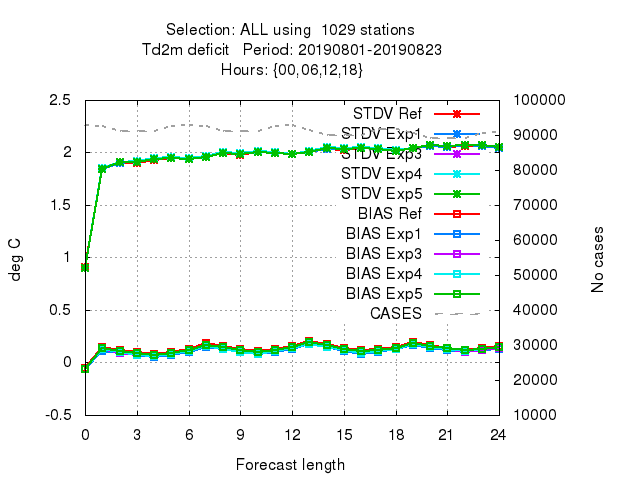 Selection: ALL using  1029 stations
Td2m deficit   Period: 20190801-20190823
Hours: {00,06,12,18}
2.5
2
1.5
1
0.5
0
-0.5
deg C
STDV Ref
STDV Exp1
STDV Exp3
STDV Exp4
STDV Exp5
BIAS Ref
BIAS Exp1
BIAS Exp3
BIAS Exp4
BIAS Exp5
CASES
100000
90000
80000
70000
60000
50000
40000
30000
20000
10000
No cases
0 3 6 9 12 15 18 21 24
Forecast length